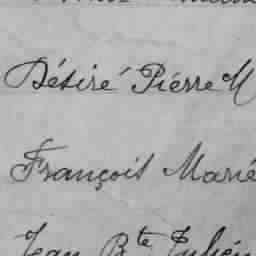 Désiré Pierre M
François Marie
Jean Bte Julien